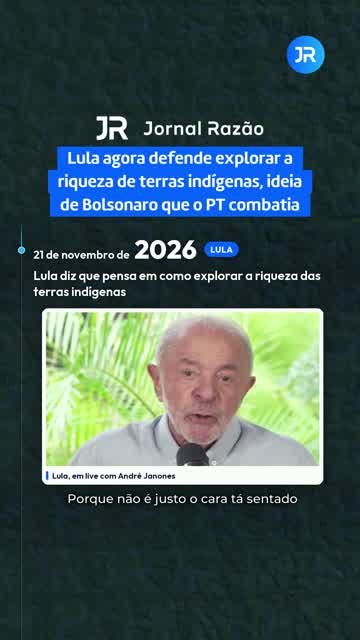 JR
JR Jornal Razão
Lula agora defende explorar a
riqueza de terras indígenas, ideia
de Bolsonaro que o PT combatia
21 de novembro de 2026 LULA
Lula diz que pensa em como explorar a riqueza das
terras indígenas
Lula, em live com André Janones
Porque não é justo o cara tá sentado